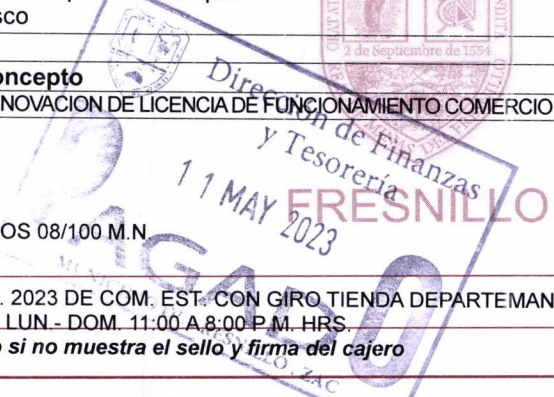 sco
2 de Septiembre de 1554
oncepto
NOVACION DE LICENCIA DE FUNCIONAMIENTO COMERCIO
Dirección de Finanzas
y Tesorería
11 MAY 2023
FRESNILLO
OS 08/100 M.N.
PAGADO
. 2023 DE COM. EST. CON GIRO TIENDA DEPARTEMAN
LUN.- DOM. 11:00 A 8:00 P.M. HRS.
o si no muestra el sello y firma del cajero
FRESNILLO, ZAC